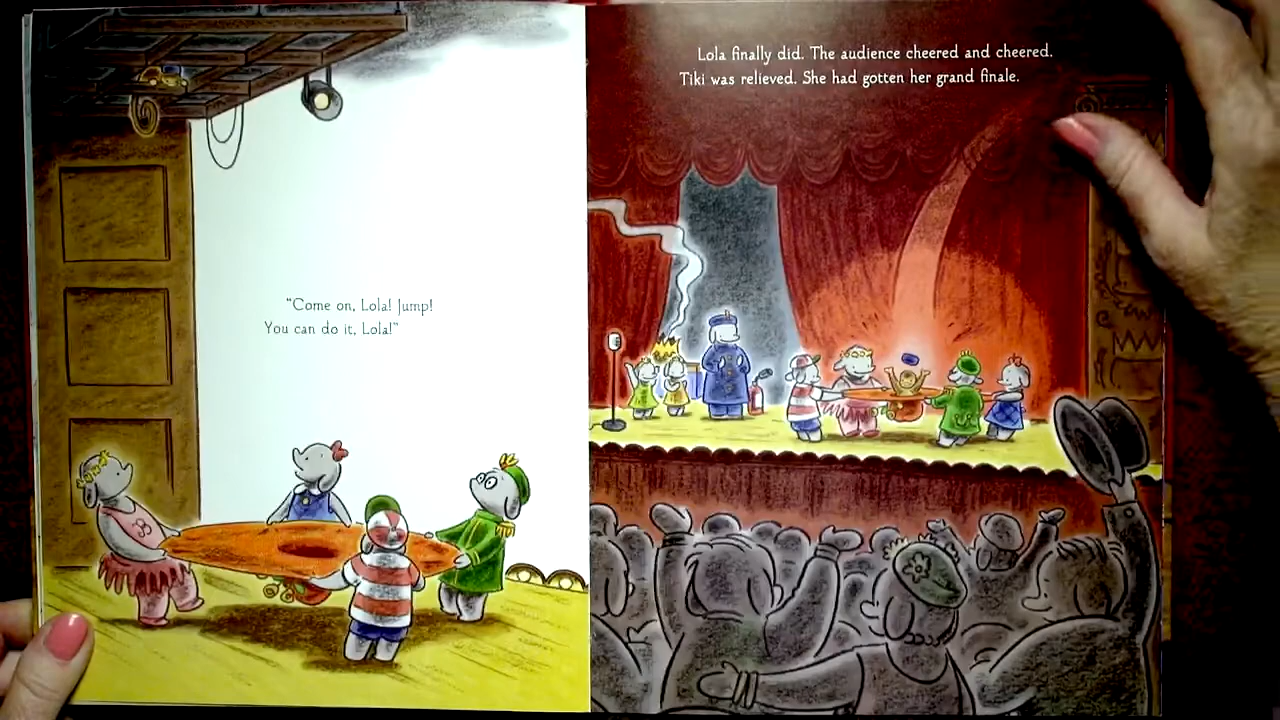 "Come on, Lola! Jump!
You can do it, Lola!"
Lola finally did. The audience cheered and cheered.
Tiki was relieved. She had gotten her grand finale.